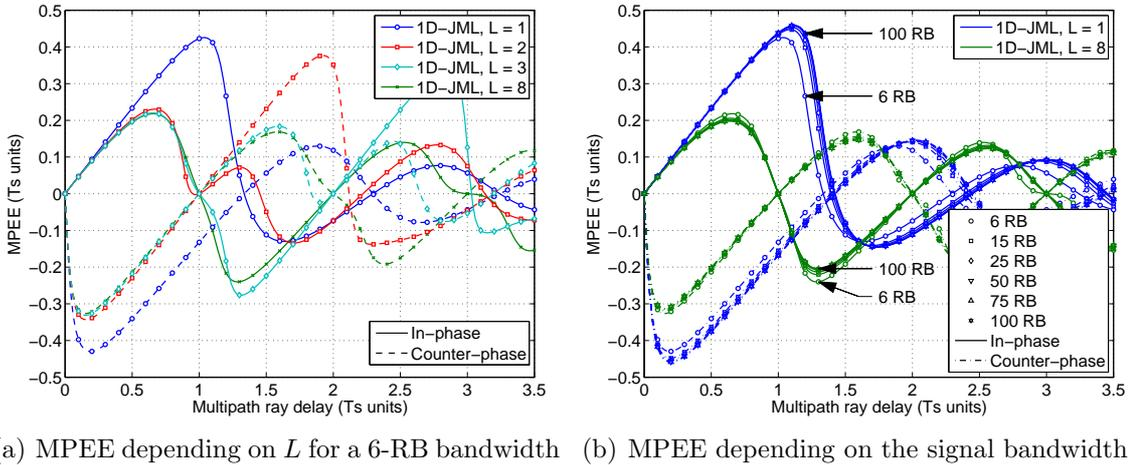 0.5
0.4
0.3
0.2
0.1
0
−0.1
−0.2
−0.3
−0.4
−0.5
MPEE (Ts units)
1D−JML, L = 1
1D−JML, L = 2
1D−JML, L = 3
1D−JML, L = 8
In−phase
Counter−phase
0 0.5 1.0 1.5 2.0 2.5 3.0 3.5
Multipath ray delay (Ts units)
a) MPEE depending on L for a 6-RB bandwidth
0.5
0.4
0.3
0.2
0.1
0
−0.1
−0.2
−0.3
−0.4
−0.5
MPEE (Ts units)
1D−JML, L = 1
1D−JML, L = 8
100 RB
6 RB
100 RB
6 RB
6 RB
15 RB
25 RB
50 RB
75 RB
100 RB
In−phase
Counter−phase
0 0.5 1.0 1.5 2.0 2.5 3.0 3.5
Multipath ray delay (Ts units)
(b) MPEE depending on the signal bandwidth